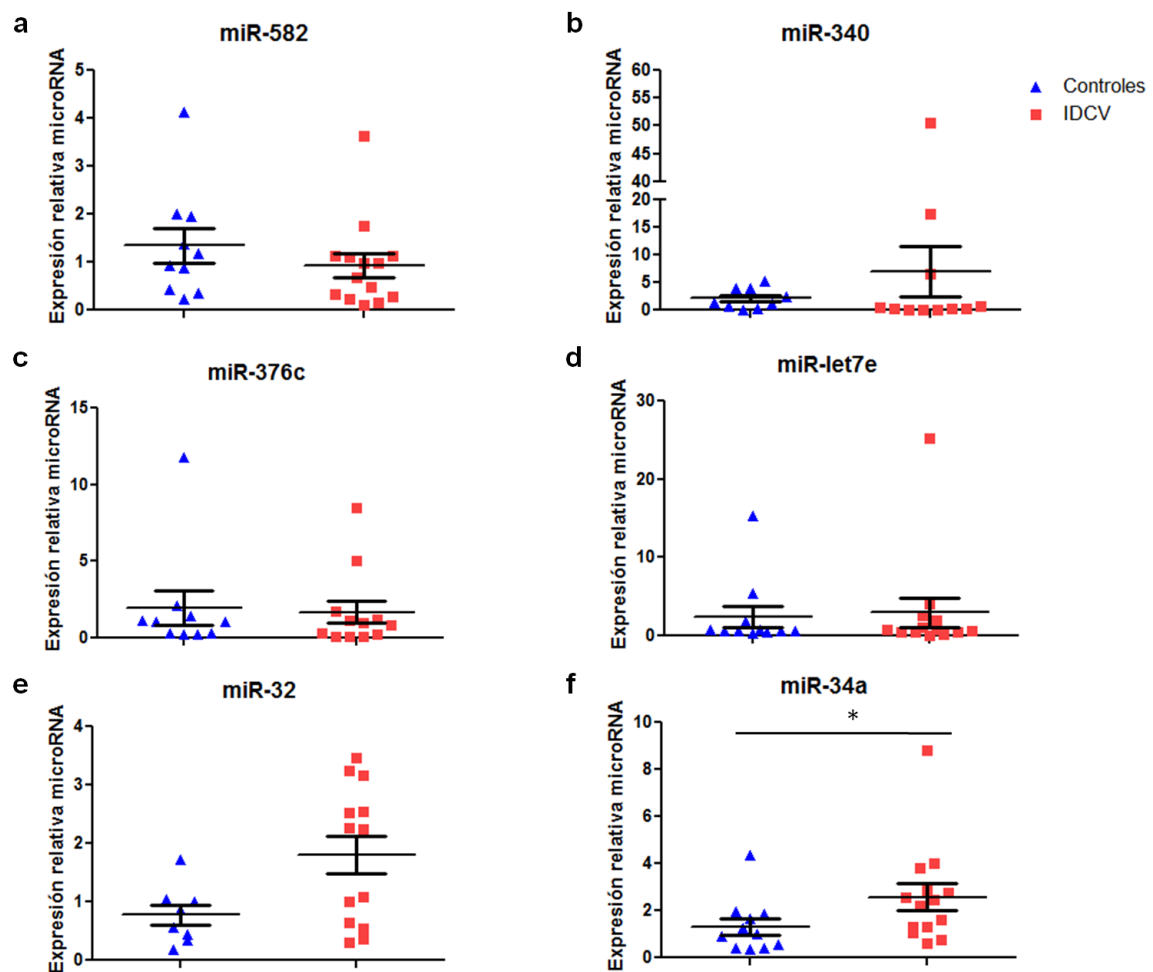 a
miR-582
Expresión relativa microRNA
5
4
3
2
1
0
b
miR-340
Expresión relativa microRNA
60
55
50
45
40
20
15
10
5
0
Controles
IDCV
c
miR-376c
Expresión relativa microRNA
15
10
5
0
d
miR-let7e
Expresión relativa microRNA
30
20
10
0
e
miR-32
Expresión relativa microRNA
4
3
2
1
0
f
miR-34a
Expresión relativa microRNA
10
8
6
4
2
0
*